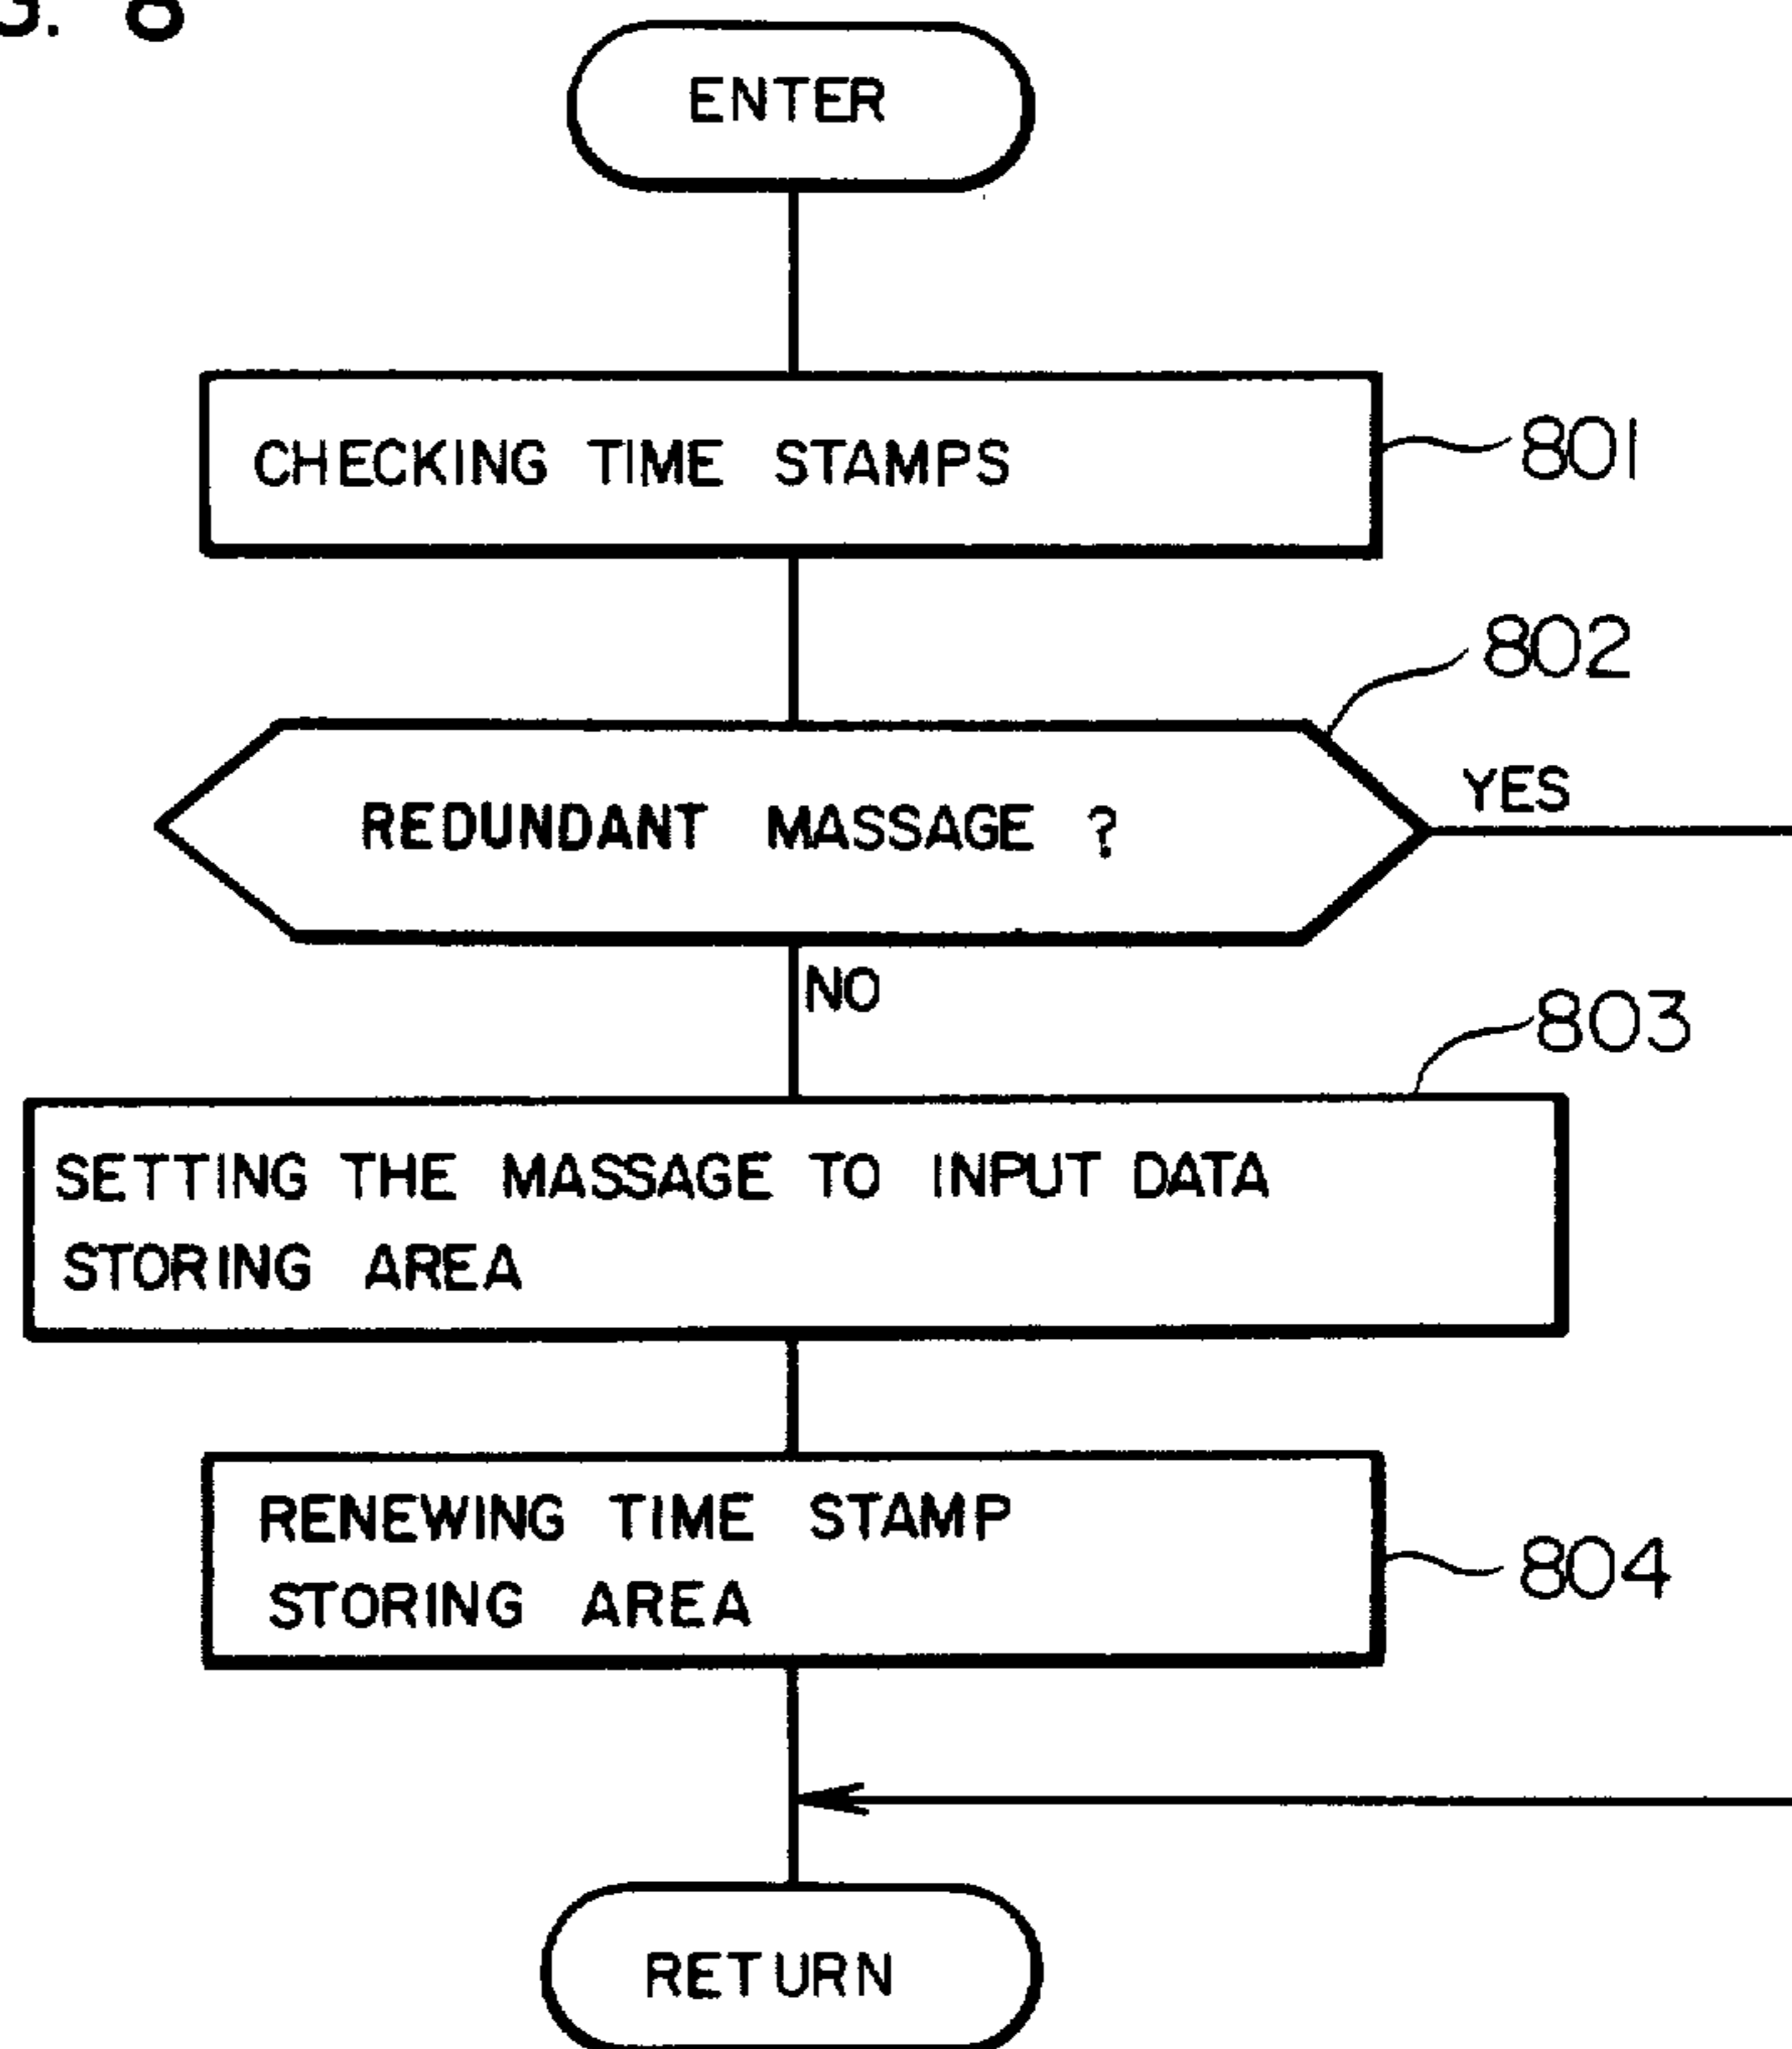 8
ENTER
CHECKING TIME STAMPS
801
802
REDUNDANT MASSAGE ?
YES
NO
803
SETTING THE MASSAGE TO INPUT DATA
STORING AREA
RENEWING TIME STAMP
STORING AREA
804
RETURN